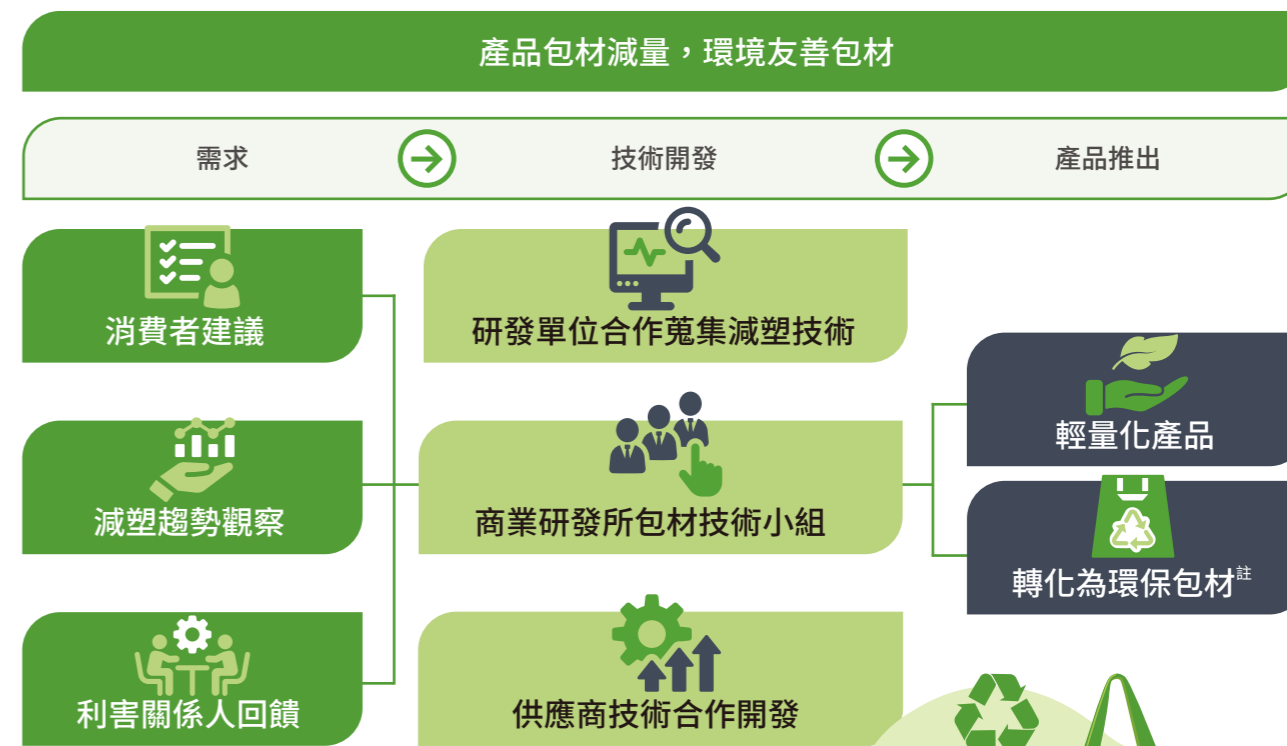 產品包材減量，環境友善包材
需求
技術開發
產品推出
消費者建議
研發單位合作蒐集減塑技術
輕量化產品
減塑趨勢觀察
商業研發所包材技術小組
轉化為環保包材註
利害關係人回饋
供應商技術合作開發